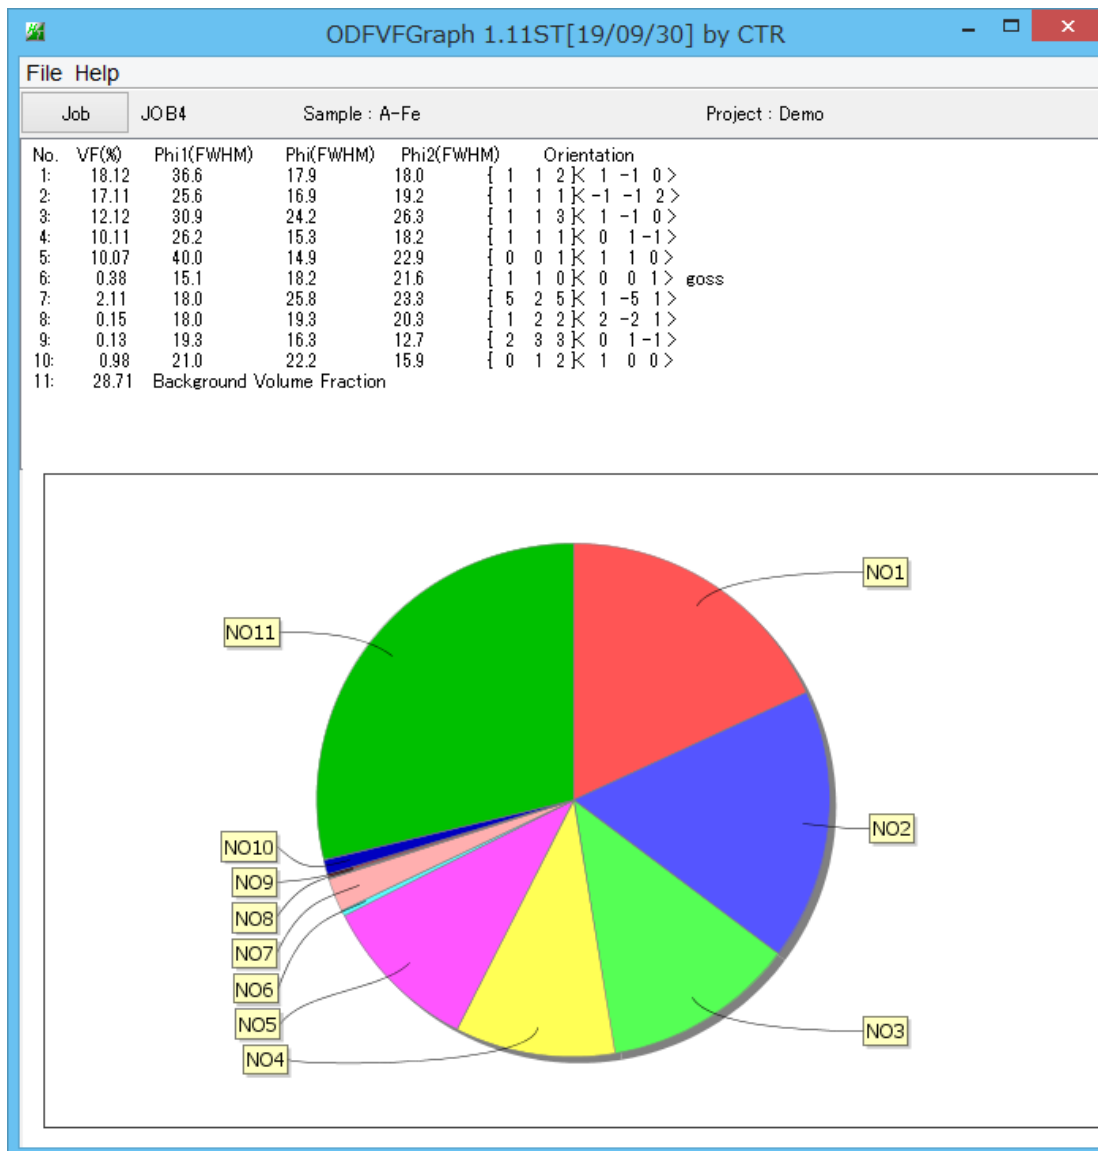 ODFVFGraph 1.11ST[19/09/30] by CTR
File Help
Job JOB4 Sample : A-Fe Project : Demo
No. VF(%) Phi1(FWHM) Phi(FWHM) Phi2(FWHM) Orientation
1: 18.12 36.6 17.9 18.0 { 1 1 2}< 1 -1 0>
2: 17.11 25.6 16.9 19.2 { 1 1 1}< -1 -1 2>
3: 12.12 30.9 24.2 26.3 { 1 1 3}< 1 -1 0>
4: 10.11 26.2 15.3 18.2 { 1 1 1}< 0 1 -1>
5: 10.07 40.0 14.9 22.9 { 0 0 1}< 1 1 0>
6: 0.38 15.1 18.2 21.6 { 1 1 0}< 0 0 1> goss
7: 2.11 18.0 25.8 23.3 { 5 2 5}< 1 -5 1>
8: 0.15 18.0 19.3 20.3 { 1 2 2}< 2 -2 1>
9: 0.13 19.3 16.3 12.7 { 2 3 3}< 0 1 -1>
10: 0.98 21.0 22.2 15.9 { 0 1 2}< 1 0 0>
11: 28.71 Background Volume Fraction
NO1
NO11
NO2
NO10
NO9
NO8
NO7
NO6
NO5
NO3
NO4